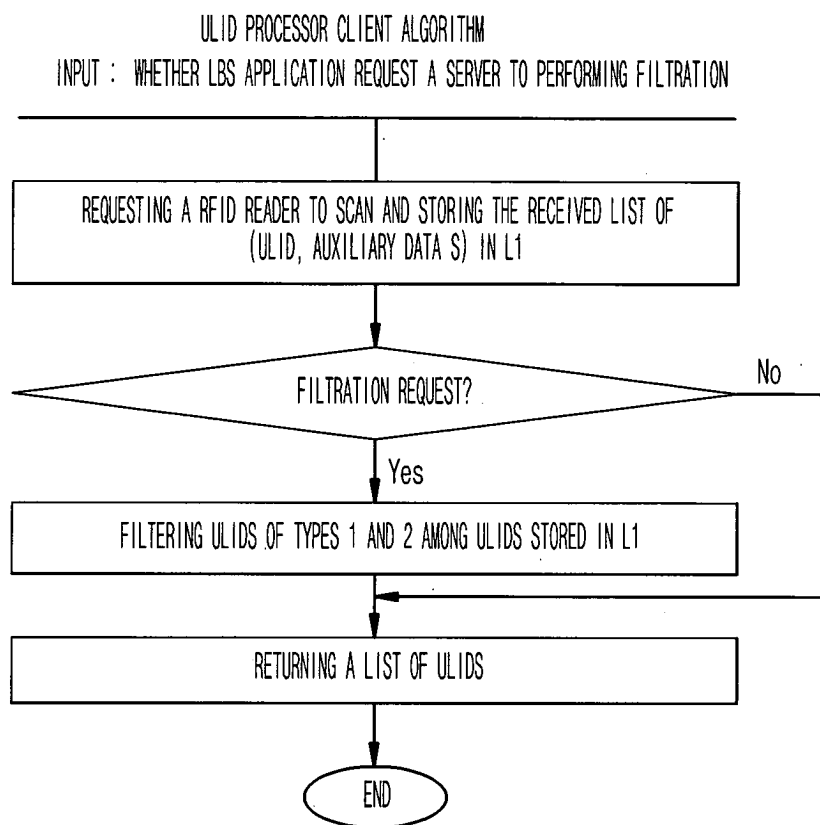 ULID PROCESSOR CLIENT ALGORITHM
INPUT : WHETHER LBS APPLICATION REQUEST A SERVER TO PERFORMING FILTRATION
REQUESTING A RFID READER TO SCAN AND STORING THE RECEIVED LIST OF
(ULID, AUXILIARY DATA S) IN L1
FILTRATION REQUEST?
No
Yes
FILTERING ULIDS OF TYPES 1 AND 2 AMONG ULIDS STORED IN L1
RETURNING A LIST OF ULIDS
END